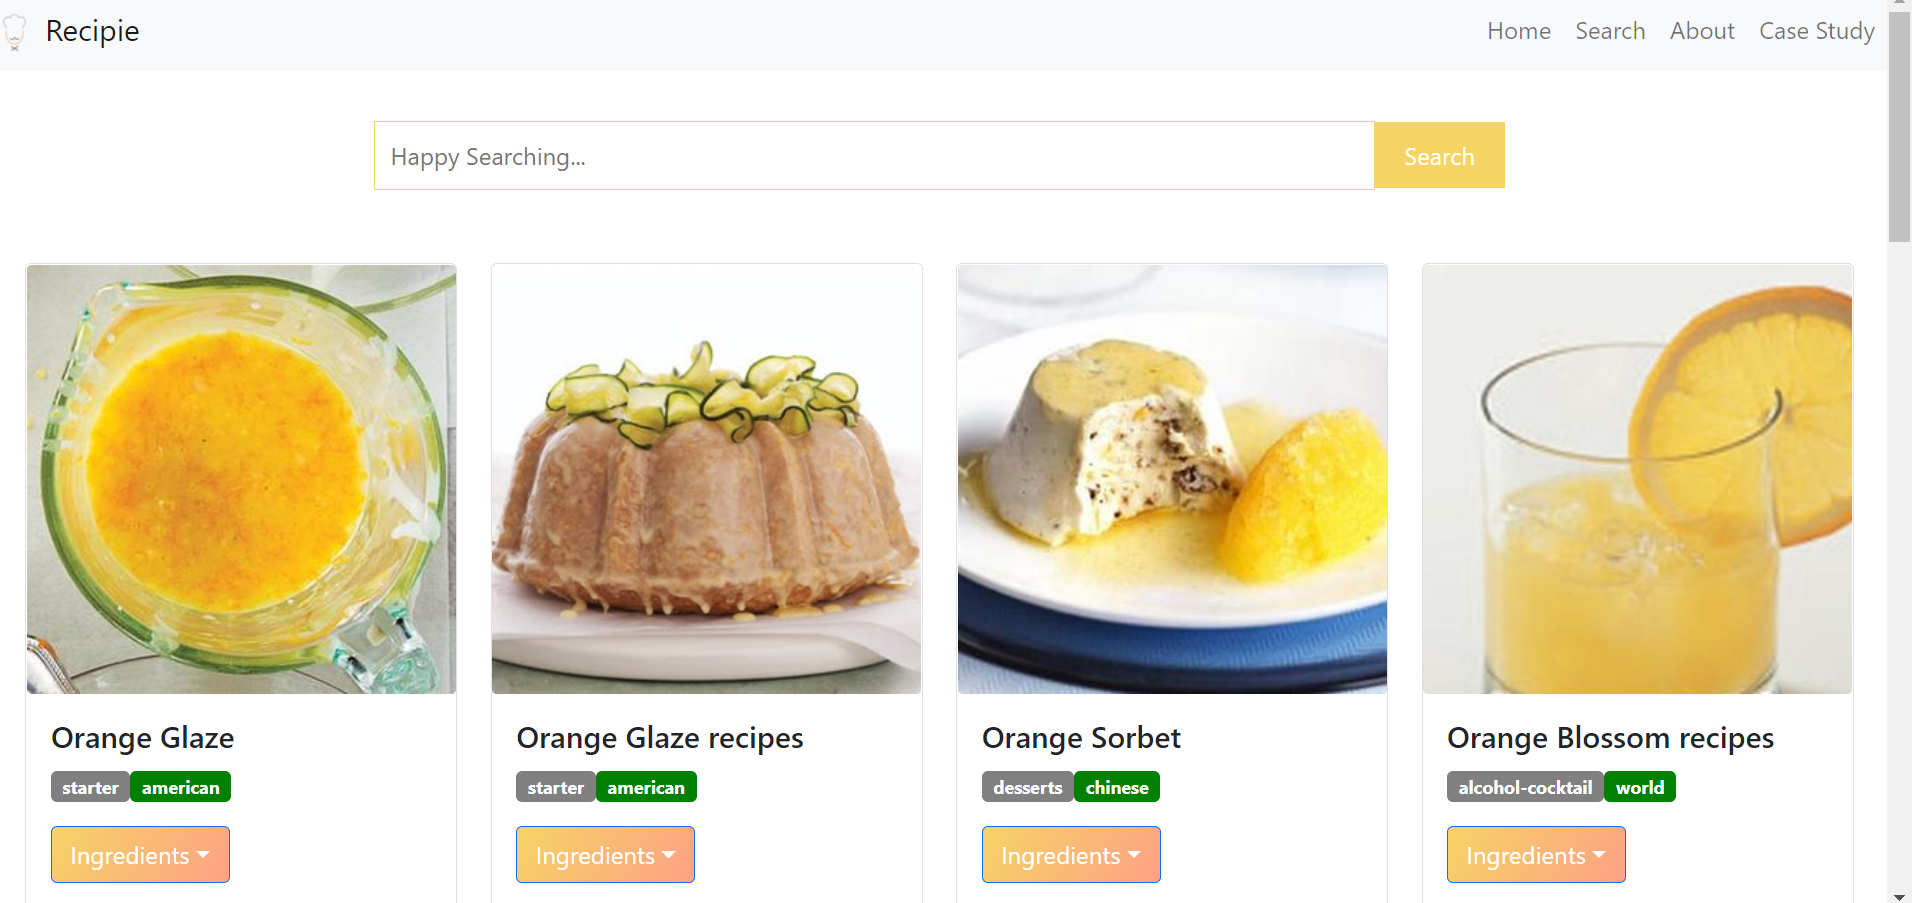 Recipie
Home Search About Case Study
Happy Searching...
Search
Orange Glaze
starter american
Ingredients
Orange Glaze recipes
starter american
Ingredients
Orange Sorbet
desserts chinese
Ingredients
Orange Blossom recipes
alcohol-cocktail world
Ingredients